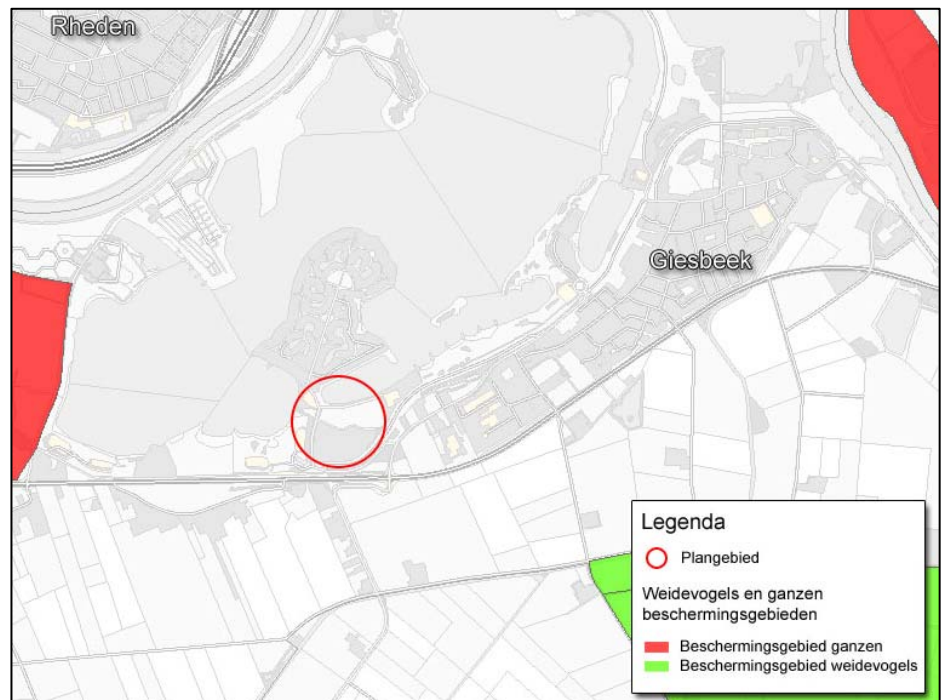 Rheden
Giesbeek
Legenda
Plangebied
Weidevogels en ganzen
beschermingsgebieden
Beschermingsgebied ganzen
Beschermingsgebied weidevogels